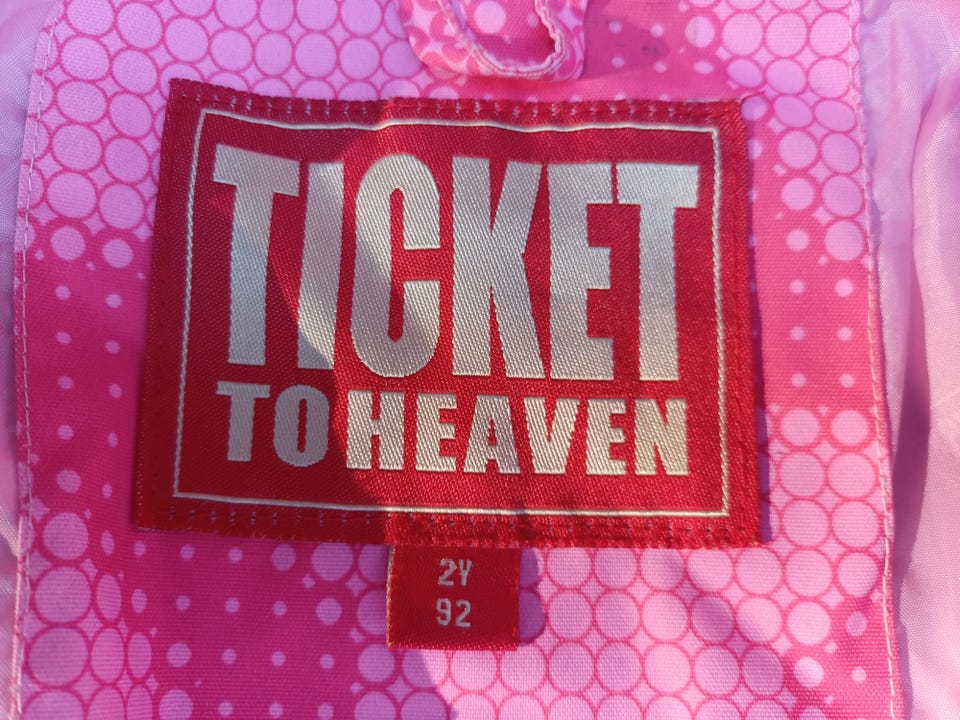 TICKET
TO HEAVEN
2Y
92